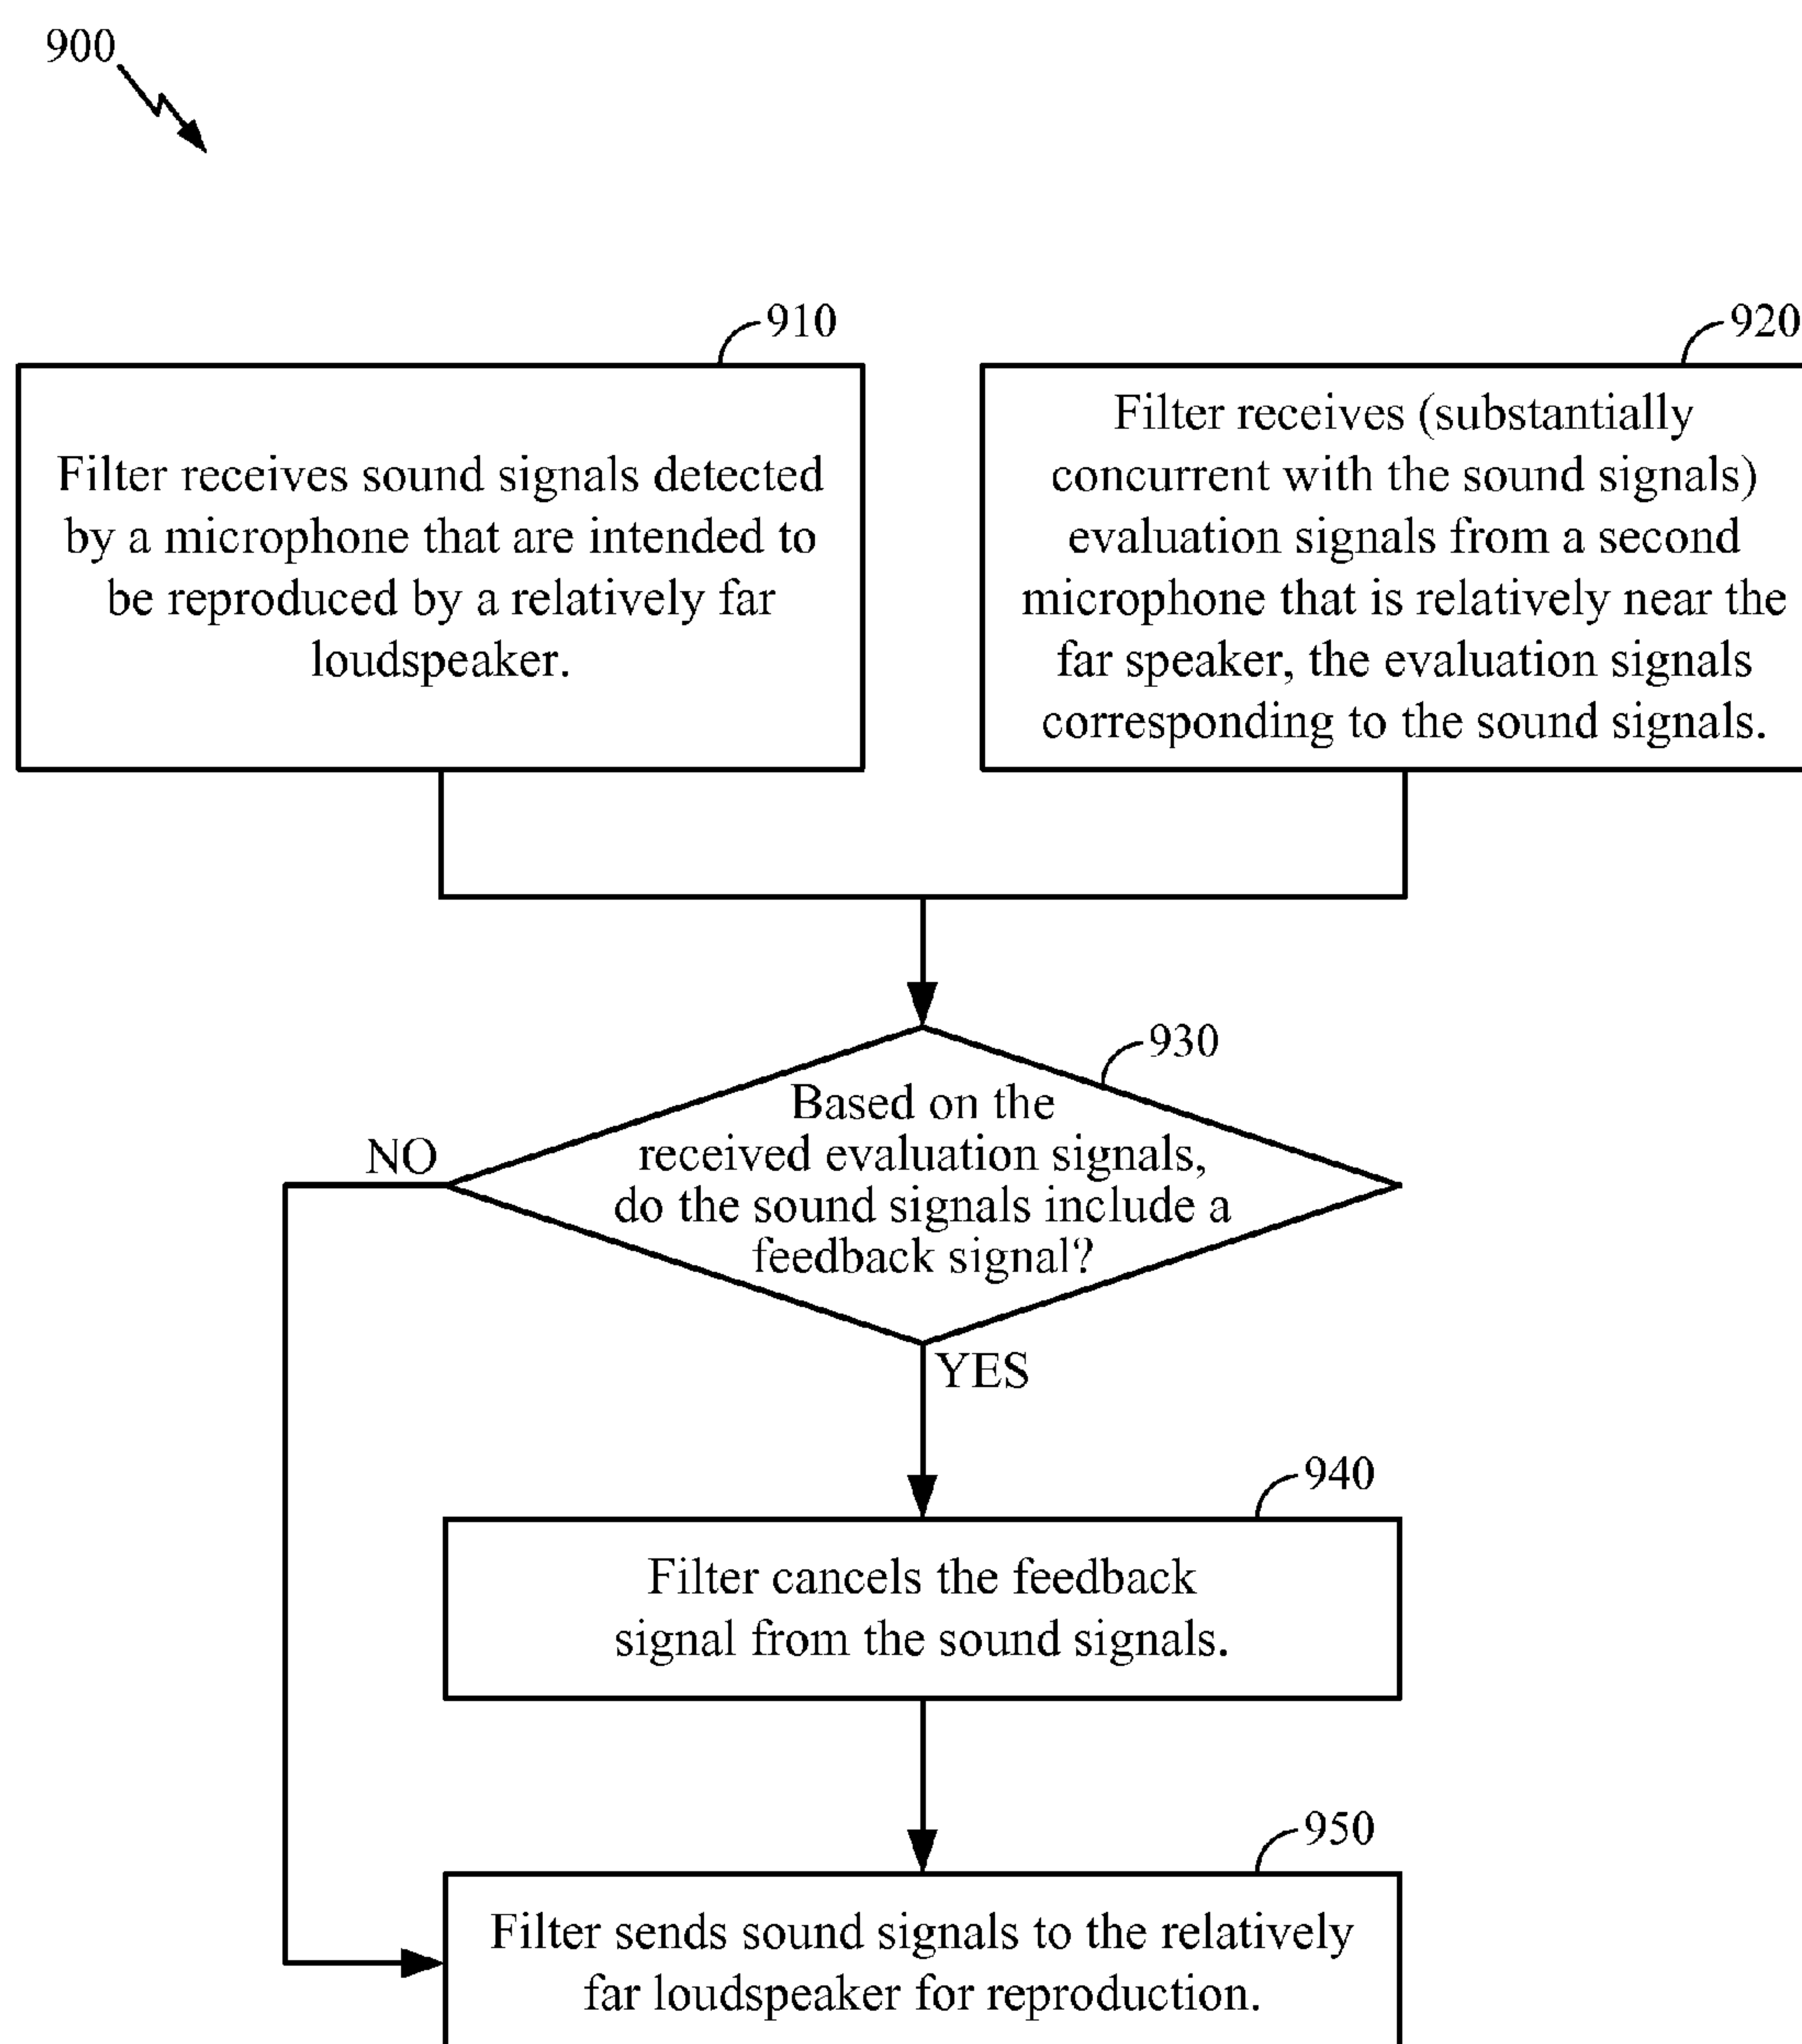 900
910
Filter receives sound signals detected
by a microphone that are intended to
be reproduced by a relatively far
loudspeaker.
920
Filter receives (substantially
concurrent with the sound signals)
evaluation signals from a second
microphone that is relatively near the
far speaker, the evaluation signals
corresponding to the sound signals.
930
Based on the
received evaluation signals,
do the sound signals include a
feedback signal?
NO
YES
940
Filter cancels the feedback
signal from the sound signals.
950
Filter sends sound signals to the relatively
far loudspeaker for reproduction.